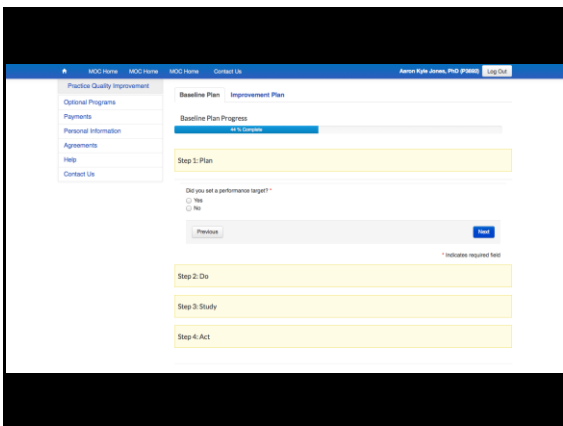 MOC Home MOC Home MOC Home Contact Us Aaron Kyle Jones, PhD (P3692) Log Out
Practice Quality Improvement
Optional Programs
Payments
Personal Information
Agreements
Help
Contact Us
Baseline Plan Improvement Plan
Baseline Plan Progress
44 % Complete
Step 1: Plan
Did you set a performance target? *
Yes
No
Previous Next
* Indicates required field
Step 2: Do
Step 3: Study
Step 4: Act